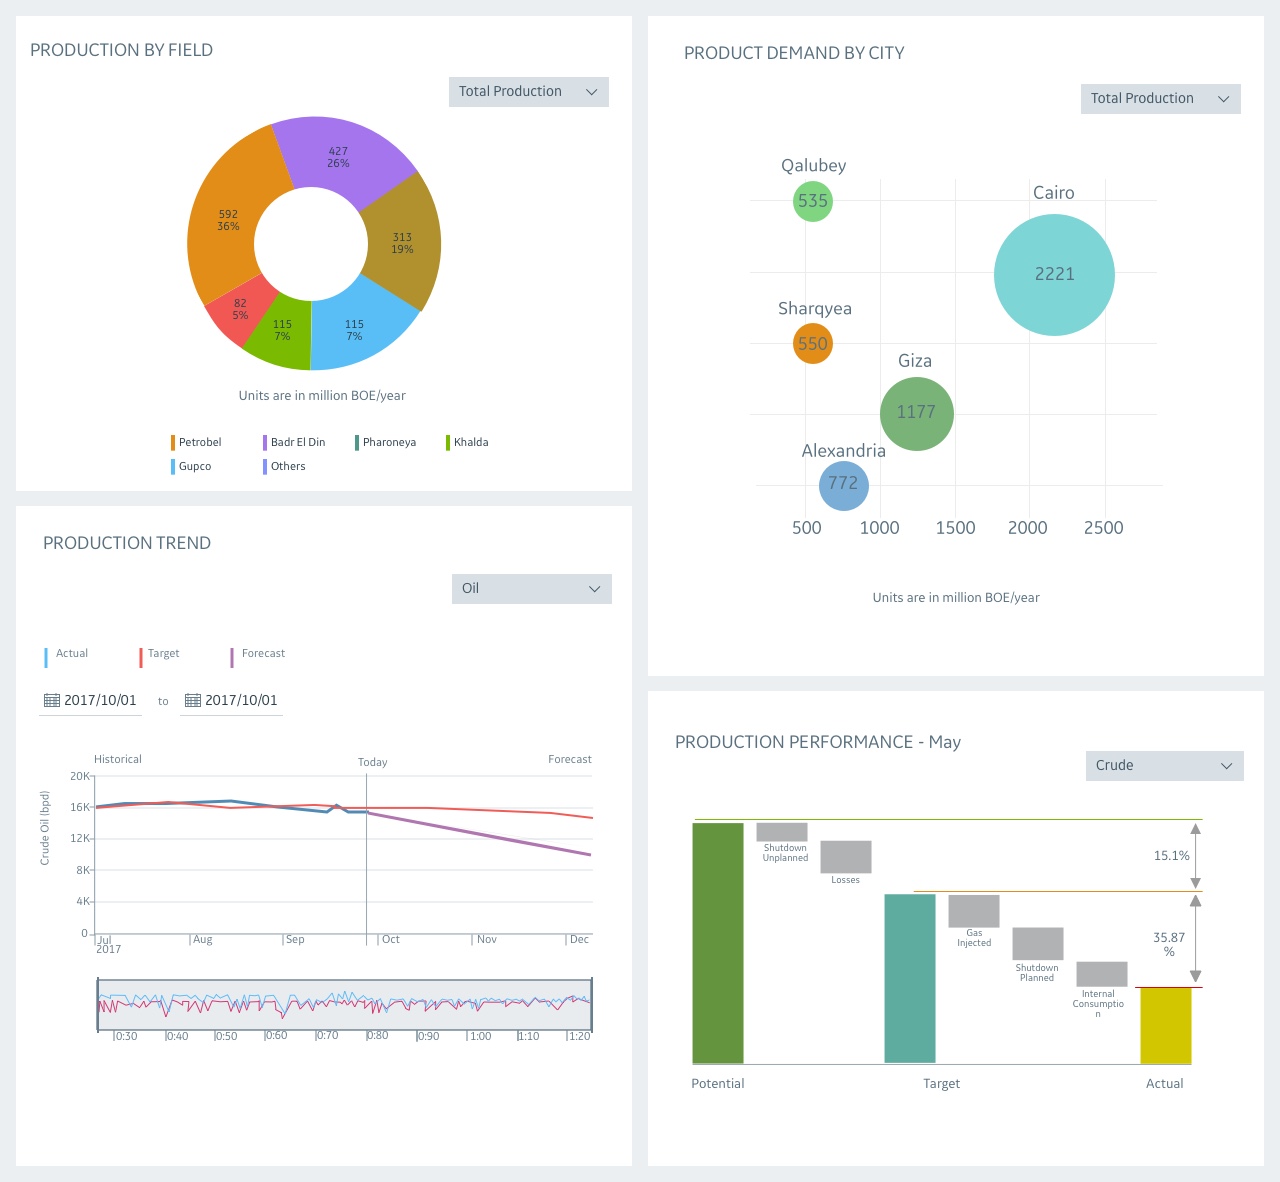 PRODUCTION BY FIELD
Total Production
427
26%
592
36%
313
19%
82
5%
115
7%
115
7%
Units are in million BOE/year
Petrobel
Badr El Din
Pharoneya
Khalda
Gupco
Others
PRODUCT DEMAND BY CITY
Total Production
Qalubey
535
Cairo
2221
Sharqyea
550
Giza
1177
Alexandria
772
500 1000 1500 2000 2500
Units are in million BOE/year
PRODUCTION TREND
Oil
Actual
Target
Forecast
2017/10/01 to 2017/10/01
Historical
Today
Forecast
Crude Oil (bpd)
20K
16K
12K
8K
4K
0
Jul Aug Sep Oct Nov Dec
2017
0:30 0:40 0:50 0:60 0:70 0:80 0:90 1:00 1:10 1:20
PRODUCTION PERFORMANCE - May
Crude
Shutdown
Unplanned
Losses
15.1%
Gas
Injected
Shutdown
Planned
Internal
Consumptio
n
35.87
%
Potential
Target
Actual